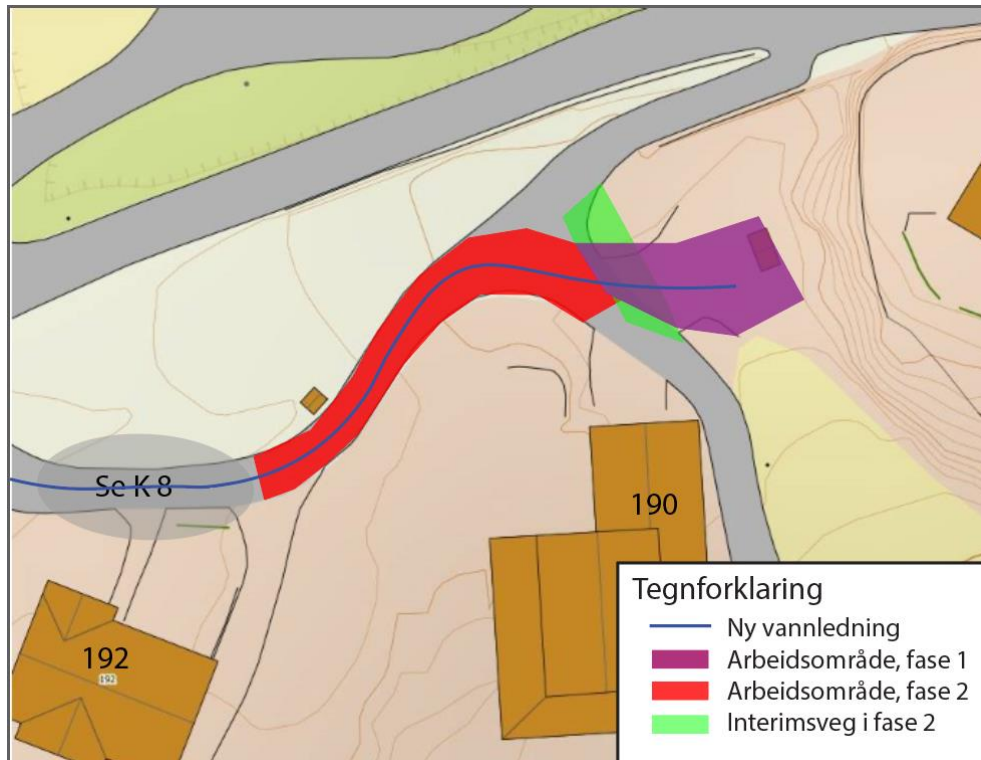 Se K 8
190
192
192
Tegnforklaring
Ny vannledning
Arbeidsområde, fase 1
Arbeidsområde, fase 2
Interimsveg i fase 2